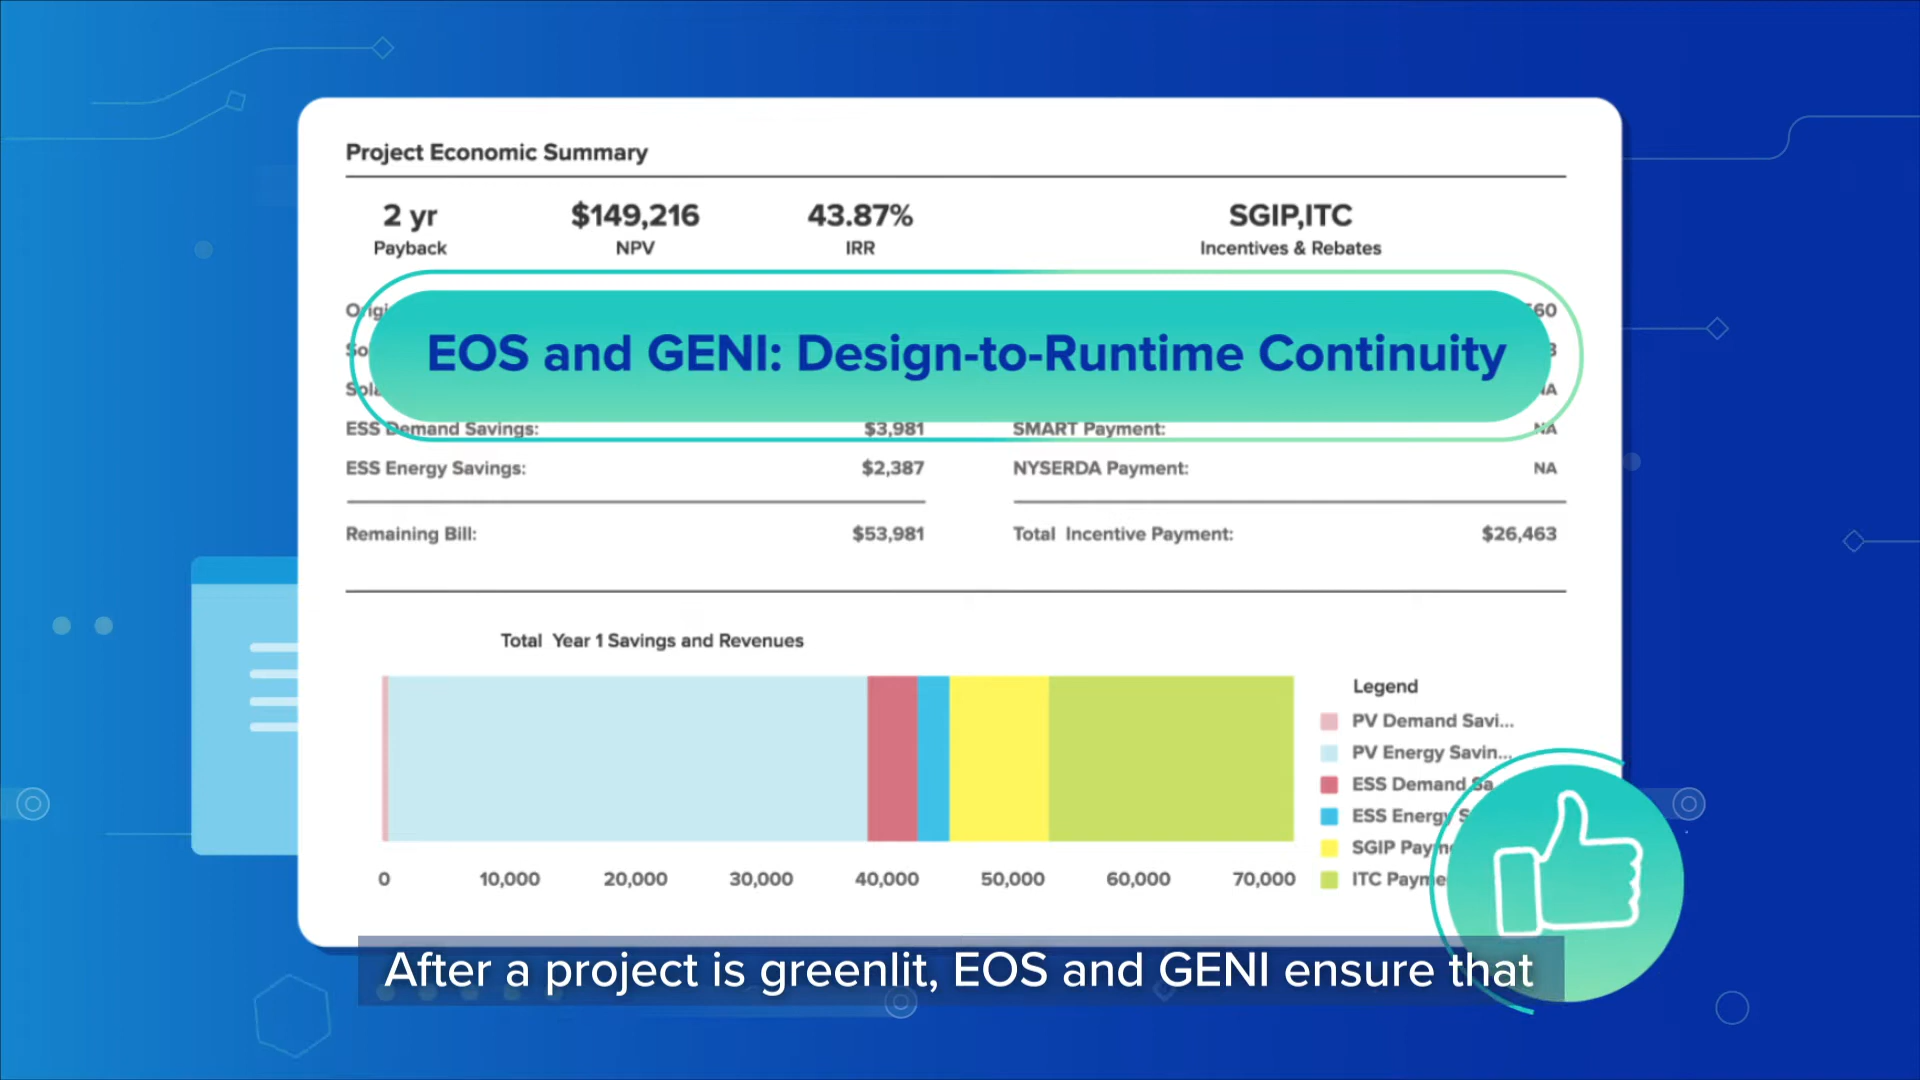 Project Economic Summary
2 yr $149,216 43.87% SGIP,ITC
Payback NPV IRR Incentives & Rebates
EOS and GENI: Design-to-Runtime Continuity
ESS Demand Savings: $3,981 SMART Payment: NA
ESS Energy Savings: $2,387 NYSERDA Payment: NA
Remaining Bill: $53,981 Total Incentive Payment: $26,463
Total Year 1 Savings and Revenues
Legend
PV Demand Savi...
PV Energy Savin...
ESS Demand Sa
ESS Energy S
SGIP Payme
ITC Payme
0 10,000 20,000 30,000 40,000 50,000 60,000 70,000
After a project is greenlit, EOS and GENI ensure that